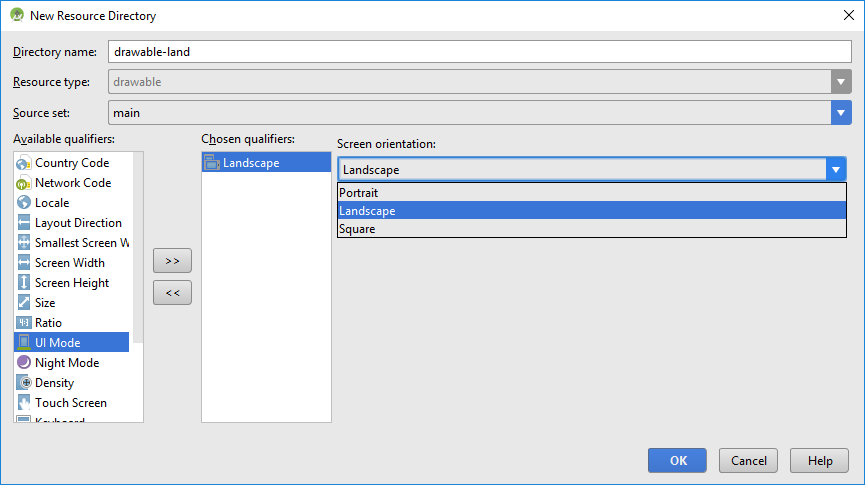 New Resource Directory
Directory name: drawable-land
Resource type: drawable
Source set: main
Available qualifiers:
Country Code
Network Code
Locale
Layout Direction
Smallest Screen W
Screen Width
Screen Height
Size
Ratio
UI Mode
Night Mode
Density
Touch Screen
Keyboard
>>
<<
Chosen qualifiers:
Landscape
Screen orientation:
Landscape
Portrait
Landscape
Square
OK Cancel Help